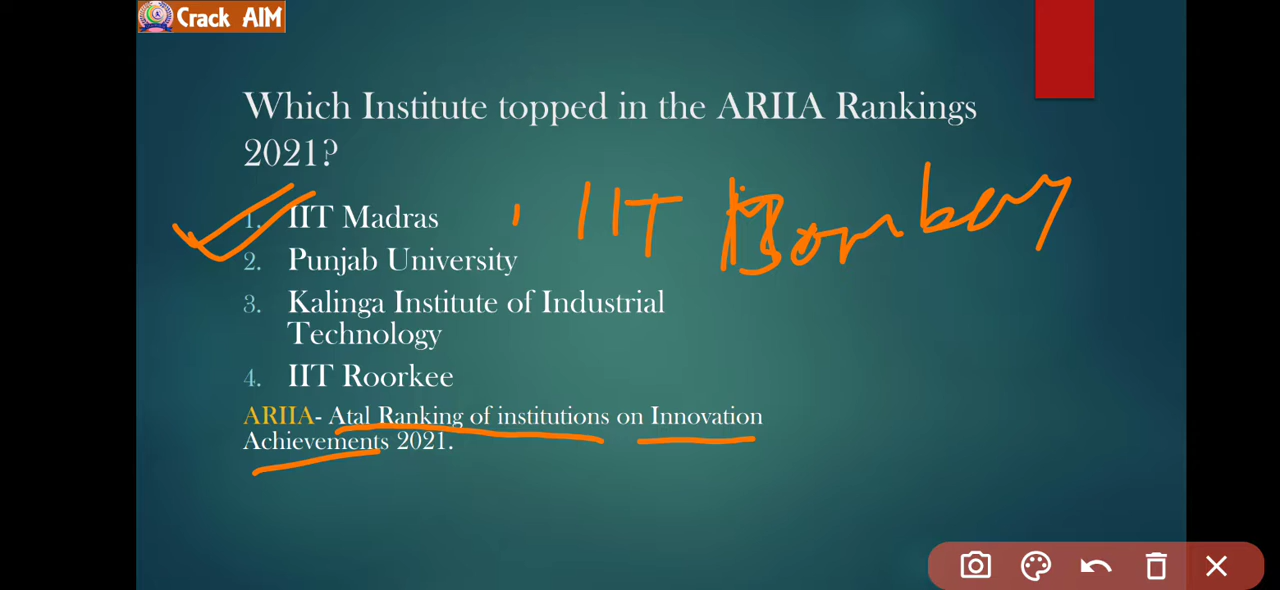 Crack AIM
Which Institute topped in the ARIIA Rankings
2021?
1. IIT Madras
IIT Bombay
2. Punjab University
3. Kalinga Institute of Industrial
Technology
4. IIT Roorkee
ARIIA- Atal Ranking of institutions on Innovation
Achievements 2021.